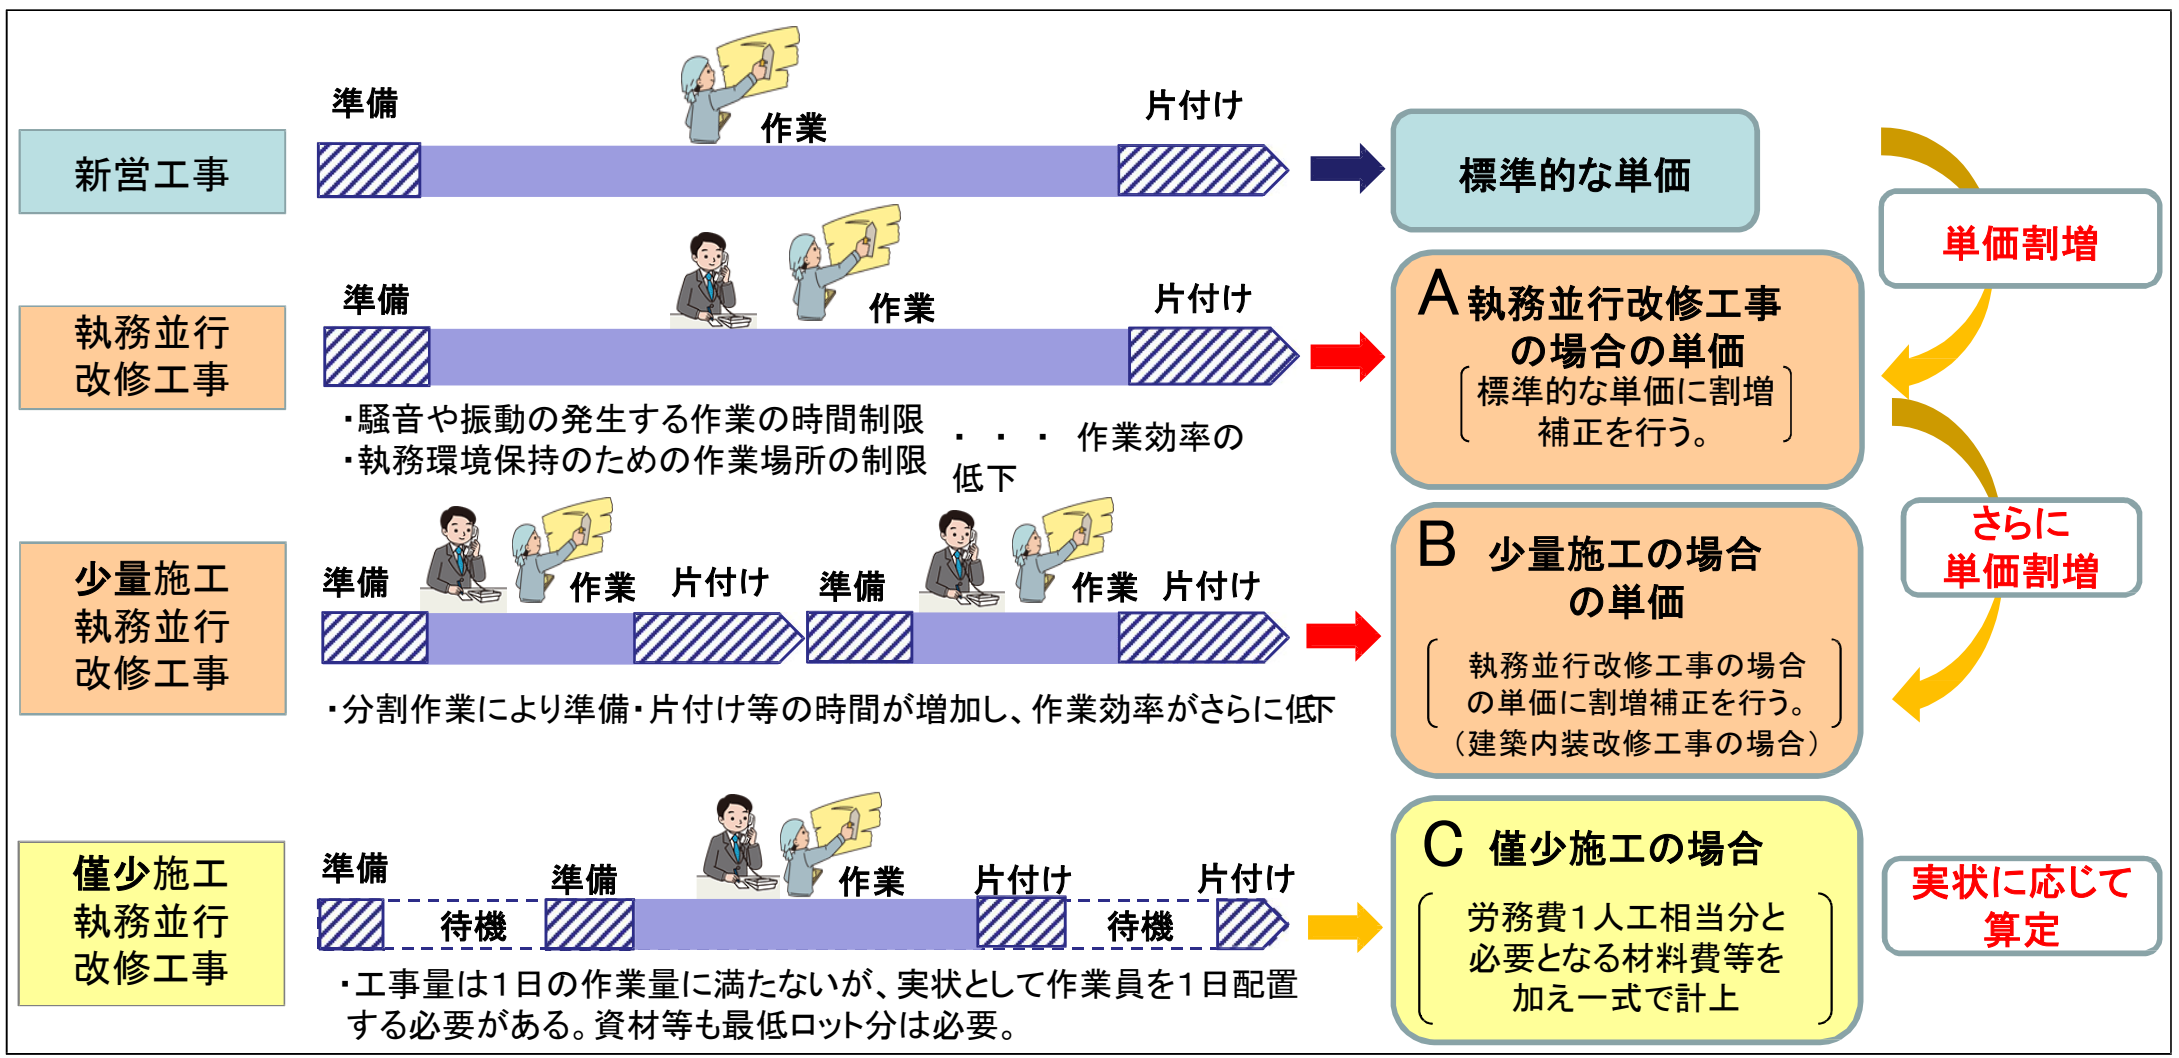 準備
作業
片付け
新営工事
標準的な単価
単価割増
準備
作業
片付け
執務並行
改修工事
A 執務並行改修工事
の場合の単価
標準的な単価に割増
補正を行う。
・騒音や振動の発生する作業の時間制限
・執務環境保持のための作業場所の制限
・ ・ ・ 作業効率の
低下
少量施工
執務並行
改修工事
準備
作業
片付け
準備
作業
片付け
・分割作業により準備・片付け等の時間が増加し、作業効率がさらに低下
B 少量施工の場合
の単価
執務並行改修工事の場合
の単価に割増補正を行う。
（建築内装改修工事の場合）
さらに
単価割増
僅少施工
執務並行
改修工事
準備
待機
準備
作業
片付け
待機
片付け
・工事量は１日の作業量に満たないが、実状として作業員を１日配置
する必要がある。資材等も最低ロット分は必要。
C 僅少施工の場合
労務費１人工相当分と
必要となる材料費等を
加え一式で計上
実状に応じて
算定